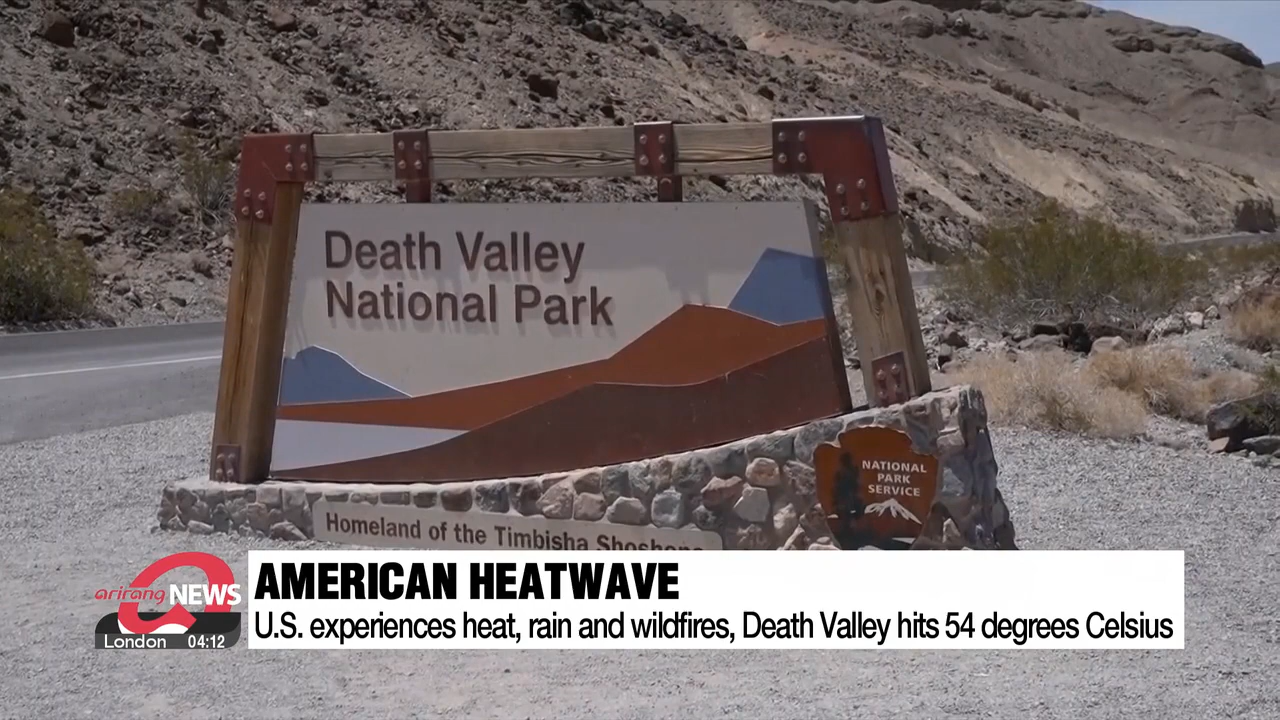 Death Valley
National Park
NATIONAL
PARK
SERVICE
Homeland of the Timbisha Shoshone
arirang NEWS
London 04:12
AMERICAN HEATWAVE
U.S. experiences heat, rain and wildfires, Death Valley hits 54 degrees Celsius